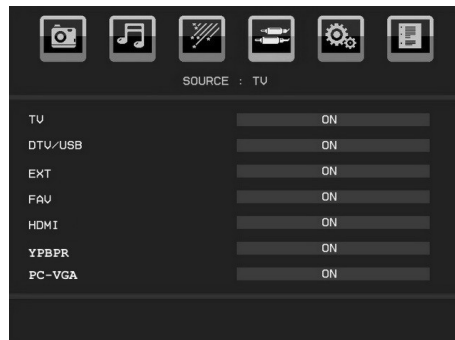 SOURCE : TV
TV ON
DTV/USB ON
EXT ON
FAV ON
HDMI ON
YPBPR ON
PC-VGA ON